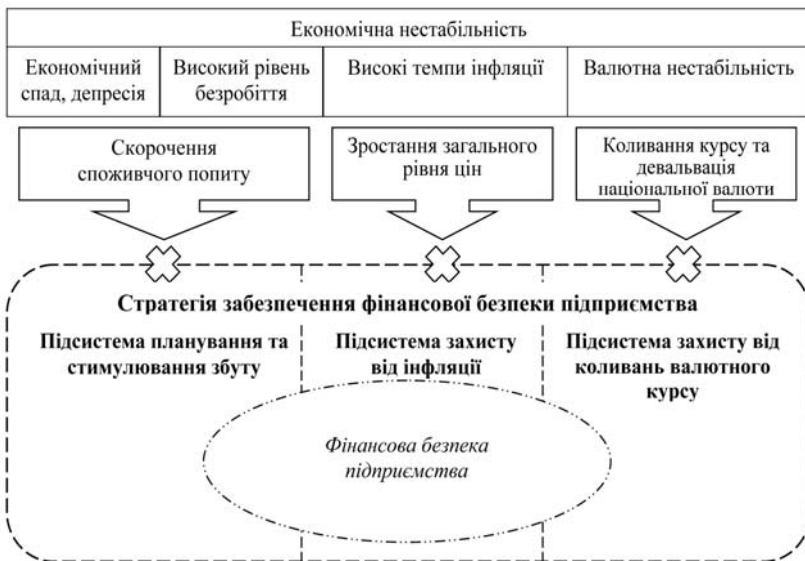 Економічна нестабільність
Економічний
спад, депресія
Високий рівень
безробіття
Високі темпи інфляції
Валютна нестабільність
Скорочення
споживчого попиту
Зростання загального
рівня цін
Коливання курсу та
девальвація
національної валюти
Стратегія забезпечення фінансової безпеки підприємства
Підсистема планування та
стимулювання збуту
Підсистема захисту
від інфляції
Підсистема захисту від
коливань валютного
курсу
Фінансова безпека
підприємства